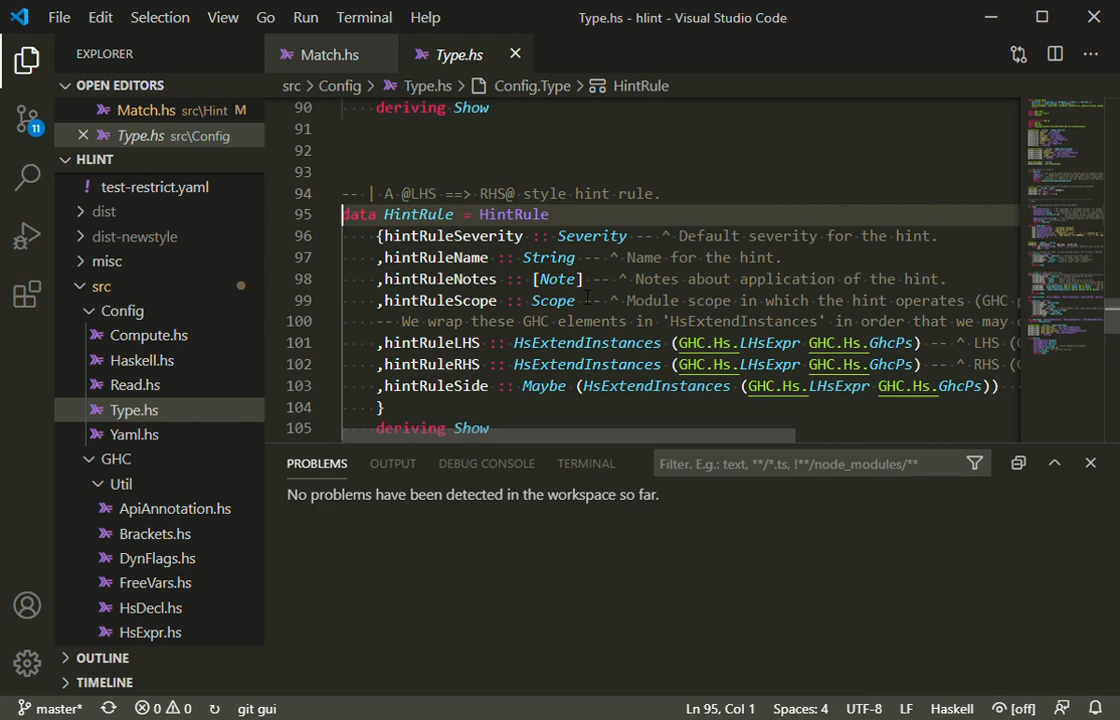 File Edit Selection View Go Run Terminal Help Type.hs - hlint - Visual Studio Code
EXPLORER
OPEN EDITORS
Match.hs src\Hint M
Type.hs src\Config
HLINT
test-restrict.yaml
dist
dist-newstyle
misc
src
Config
Compute.hs
Haskell.hs
Read.hs
Type.hs
Yaml.hs
GHC
Util
ApiAnnotation.hs
Brackets.hs
DynFlags.hs
FreeVars.hs
HsDecl.hs
HsExpr.hs
OUTLINE
TIMELINE
11
Match.hs Type.hs
src > Config > Type.hs > Config.Type > HintRule
90 deriving Show
91
92
93
94 -- | A @LHS ==> RHS@ style hint rule.
95 data HintRule = HintRule
96 {hintRuleSeverity :: Severity -- ^ Default severity for the hint.
97 ,hintRuleName :: String -- ^ Name for the hint.
98 ,hintRuleNotes :: [Note] -- ^ Notes about application of the hint.
99 ,hintRuleScope :: Scope -- ^ Module scope in which the hint operates (GHC
100 -- We wrap these GHC elements in 'HsExtendInstances' in order that we may
101 ,hintRuleLHS :: HsExtendInstances (GHC.Hs.LHsExpr GHC.Hs.GhcPs) -- ^ LHS (
102 ,hintRuleRHS :: HsExtendInstances (GHC.Hs.LHsExpr GHC.Hs.GhcPs) -- ^ RHS (
103 ,hintRuleSide :: Maybe (HsExtendInstances (GHC.Hs.LHsExpr GHC.Hs.GhcPs))
104 }
105 deriving Show
PROBLEMS OUTPUT DEBUG CONSOLE TERMINAL Filter. E.g.: text, **/*.ts, !**/node_modules/**
No problems have been detected in the workspace so far.
master* 0 0 git gui Ln 95, Col 1 Spaces: 4 UTF-8 LF Haskell [off]